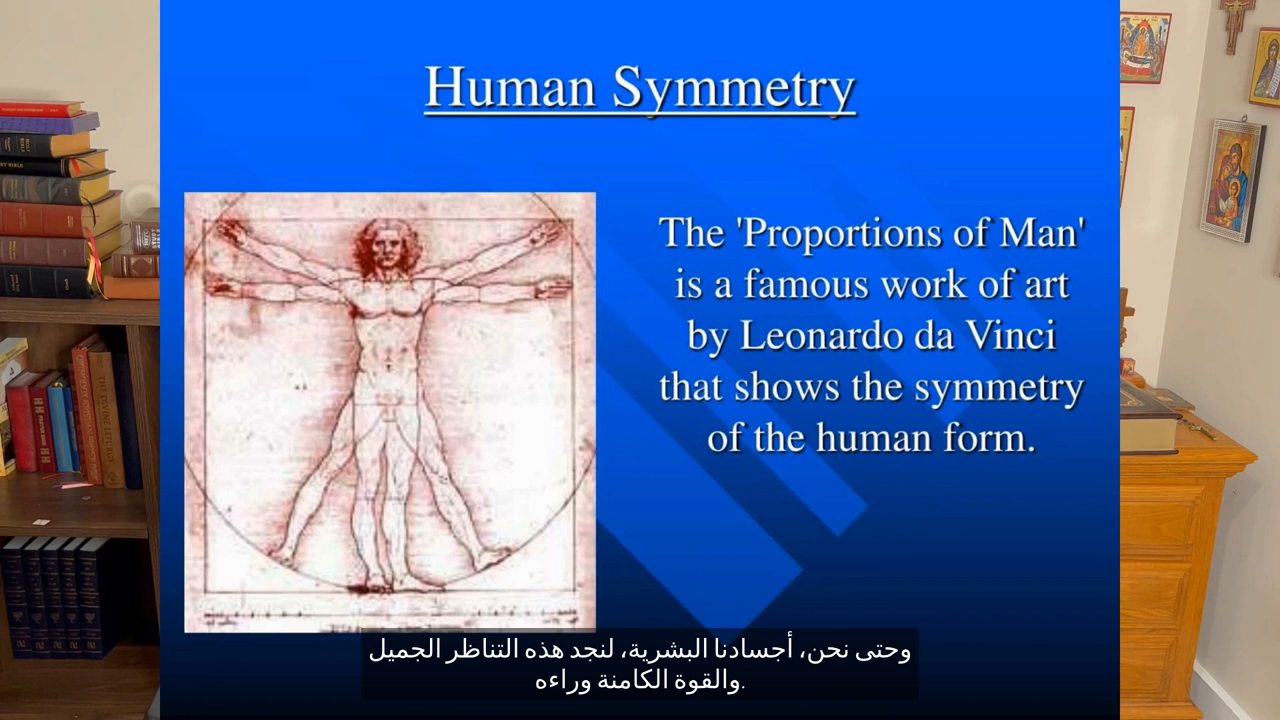 Human Symmetry
The 'Proportions of Man'
is a famous work of art
by Leonardo da Vinci
that shows the symmetry
of the human form.
وحتى نحن، أجسادنا البشرية، لنجد هذه التناظر الجميل
والقوة الكامنة وراءه.